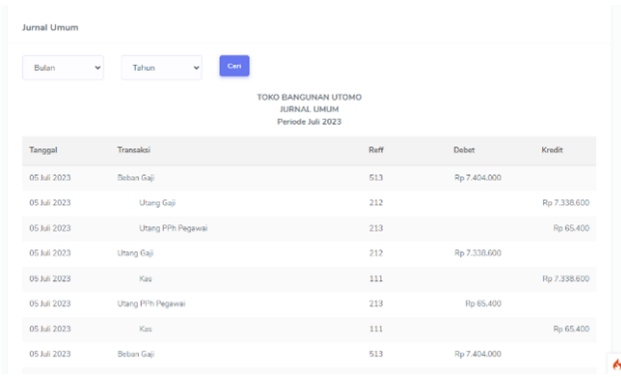 Jurnal Umum
Bulan Tahun Cari
TOKO BANGUNAN UTOMO
JURNAL UMUM
Periode Juli 2023
Tanggal Transaksi Reff Debet Kredit
05 Juli 2023 Beban Gaji 513 Rp 7.404.000
05 Juli 2023 Utang Gaji 212 Rp 7.338.600
05 Juli 2023 Utang PPh Pegawai 213 Rp 65.400
05 Juli 2023 Utang Gaji 212 Rp 7.338.600
05 Juli 2023 Kas 111 Rp 7.338.600
05 Juli 2023 Utang PPh Pegawai 213 Rp 65.400
05 Juli 2023 Kas 111 Rp 65.400
05 Juli 2023 Beban Gaji 513 Rp 7.404.000